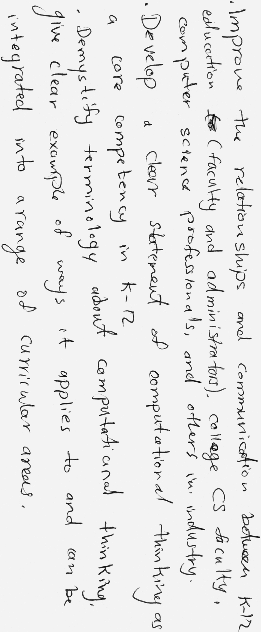 · Improve the relationships and communication between K-12
education (faculty and administrators), college CS faculty,
computer science professionals, and others in industry.
· Develop a clear statement of computational thinking as
a core competency in K-12
· Demystify terminology about computational thinking,
give clear example of ways it applies to and can be
integrated into a range of curricular areas.